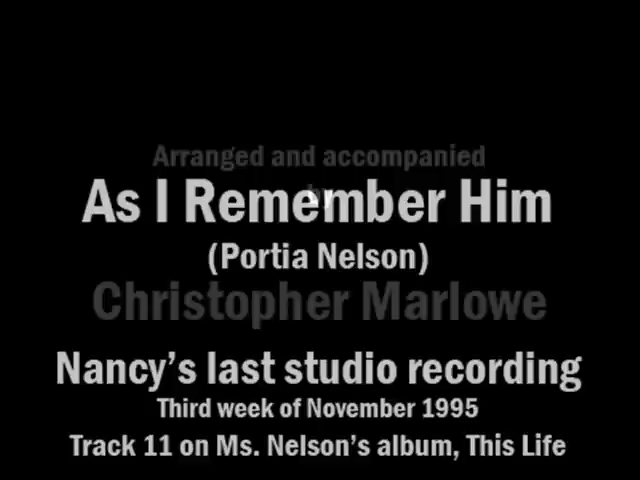 Arranged and accompanied
by
As I Remember Him
(Portia Nelson)
Christopher Marlowe
Nancy’s last studio recording
Third week of November 1995
Track 11 on Ms. Nelson’s album, This Life